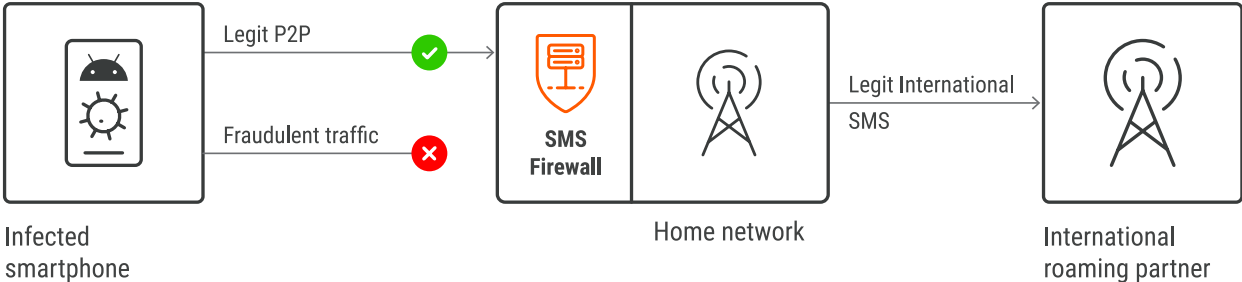 Legit P2P
Fraudulent traffic
SMS
Firewall
Legit International
SMS
Infected
smartphone
Home network
International
roaming partner